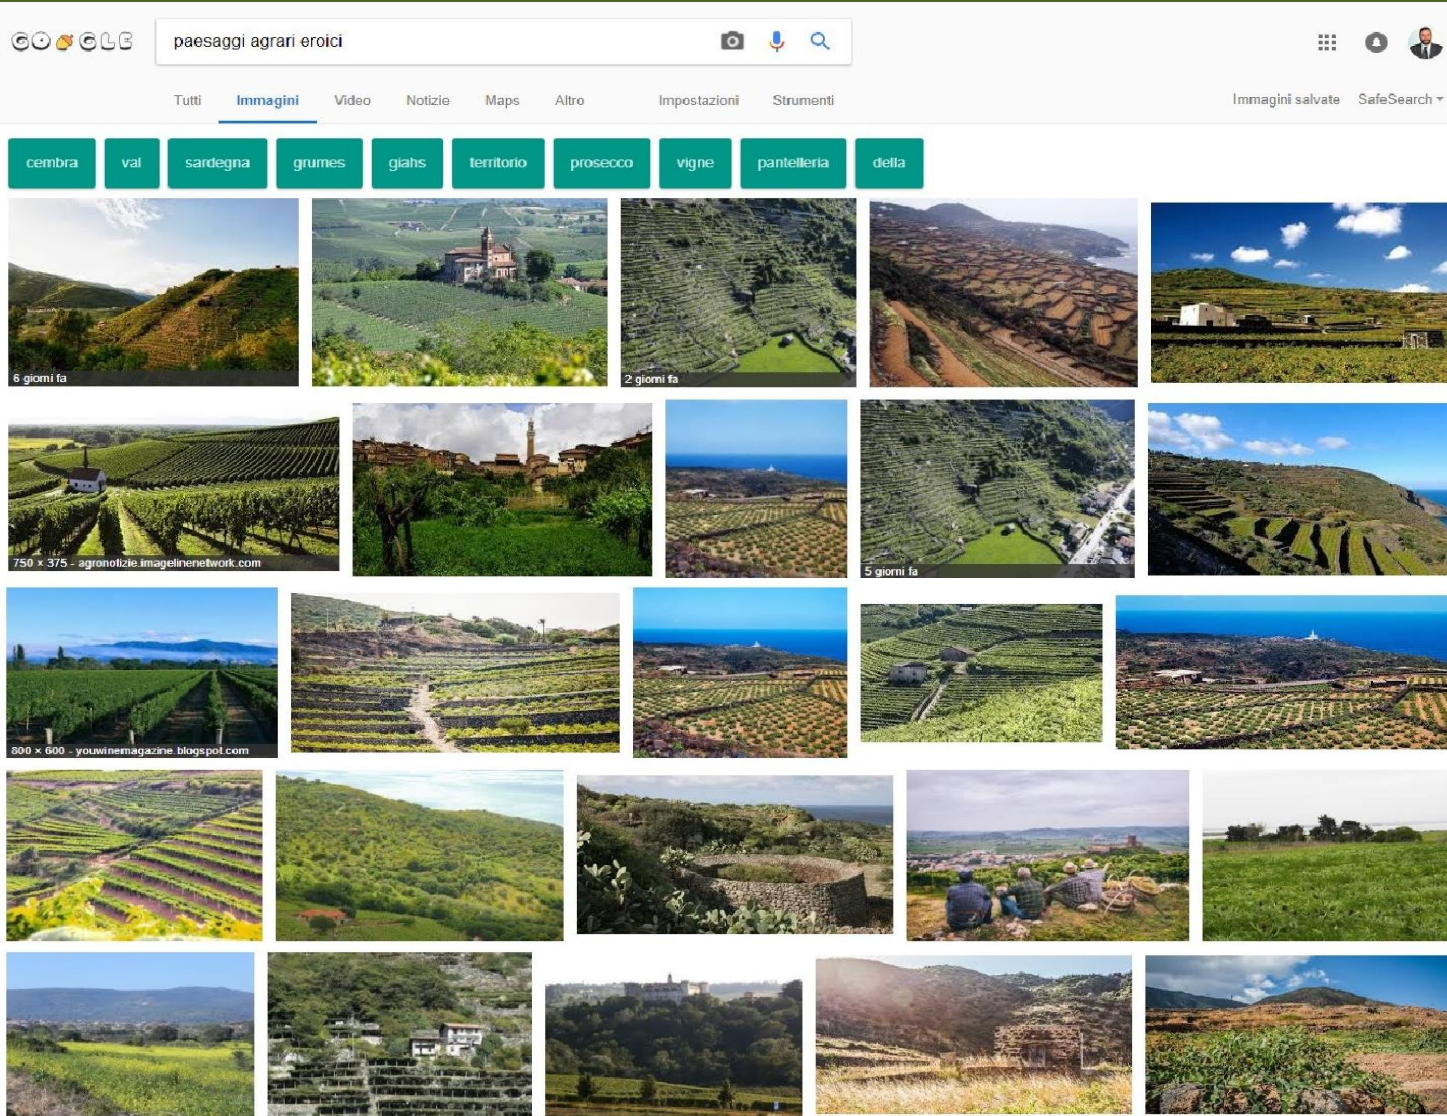 GO GLE
paesaggi agrari eroici
Tutti Immagini Video Notizie Maps Altro Impostazioni Strumenti Immagini salvate SafeSearch
cembra val sardegna grumes giahs territorio prosecco vigne pantelleria della
6 giorni fa
2 giorni fa
750 × 375 - agronotizie.imagelinenetwork.com
5 giorni fa
800 × 600 - youwinemagazine.blogspot.com